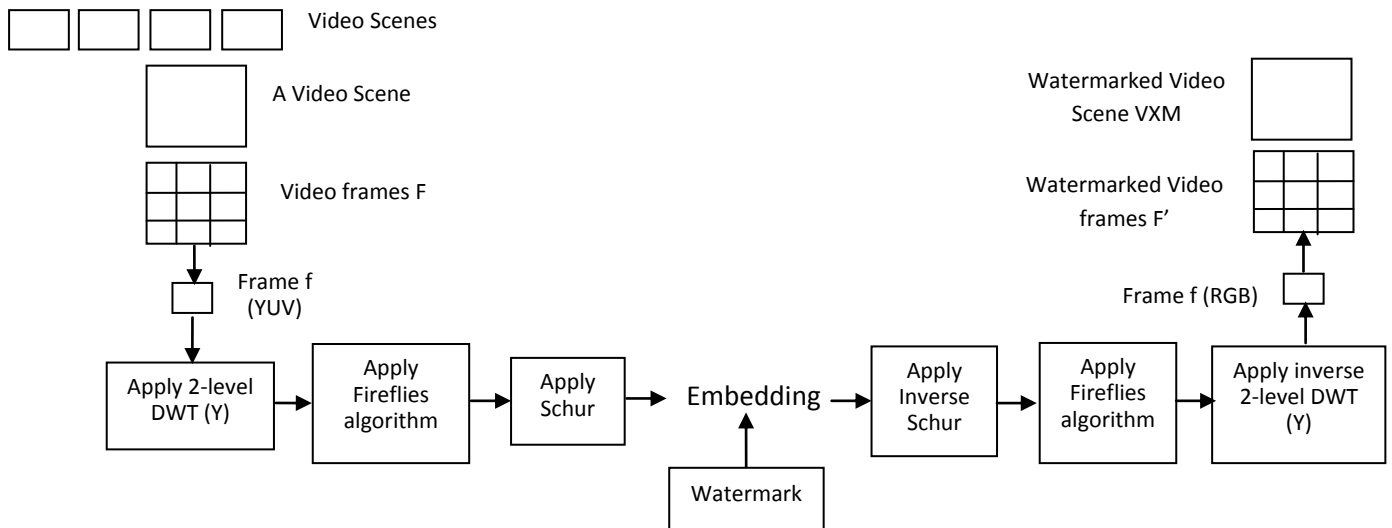 Video Scenes
A Video Scene
Video frames F
Frame f
(YUV)
Apply 2-level
DWT (Y)
Apply
Fireflies
algorithm
Apply
Schur
Embedding
Watermark
Apply
Inverse
Schur
Apply
Fireflies
algorithm
Apply inverse
2-level DWT
(Y)
Frame f (RGB)
Watermarked Video
frames F’
Watermarked Video
Scene VXM